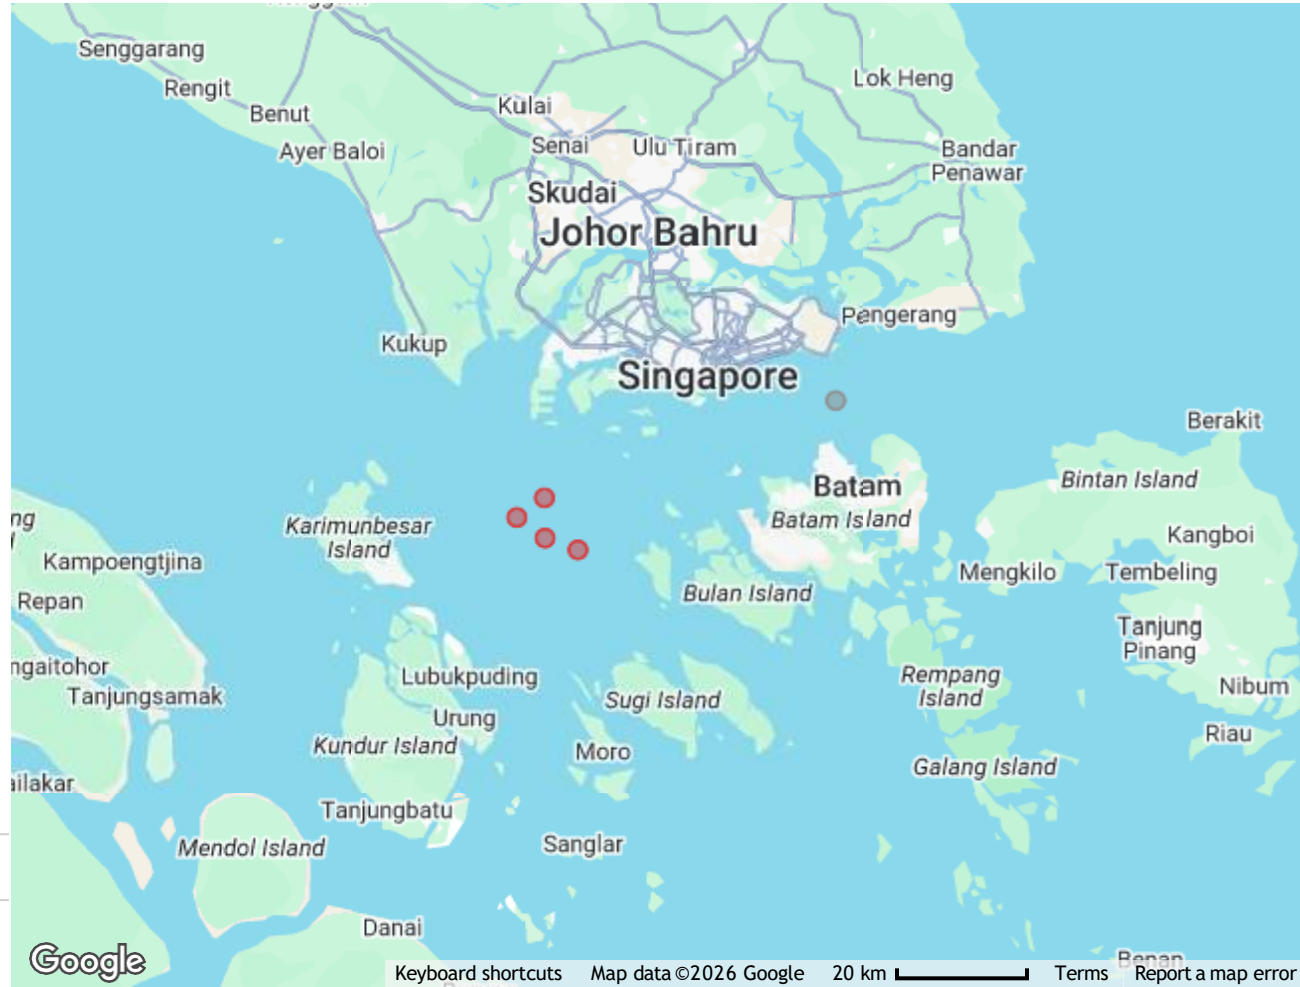 Senggarang
Rengit
Benut
Ayer Baloi
Kulai
Senai
Ulu Tiram
Lok Heng
Bandar
Penawar
Skudai
Johor Bahru
Pengerang
Kukup
Singapore
Berakit
Batam
Batam Island
Bintan Island
Karimunbesar
Island
Kangboi
Kampoengtjina
Mengkilo
Tembeling
Repan
Bulan Island
Tanjung
Pinang
ngaitohor
Tanjungsamak
Lubukpuding
Sugi Island
Rempang
Island
Nibum
Urung
Kundur Island
Moro
Riau
Galang Island
ailakar
Tanjungbatu
Mendol Island
Sanglar
Danai
Benan
Google
Keyboard shortcuts Map data ©2026 Google 20 km Terms Report a map error